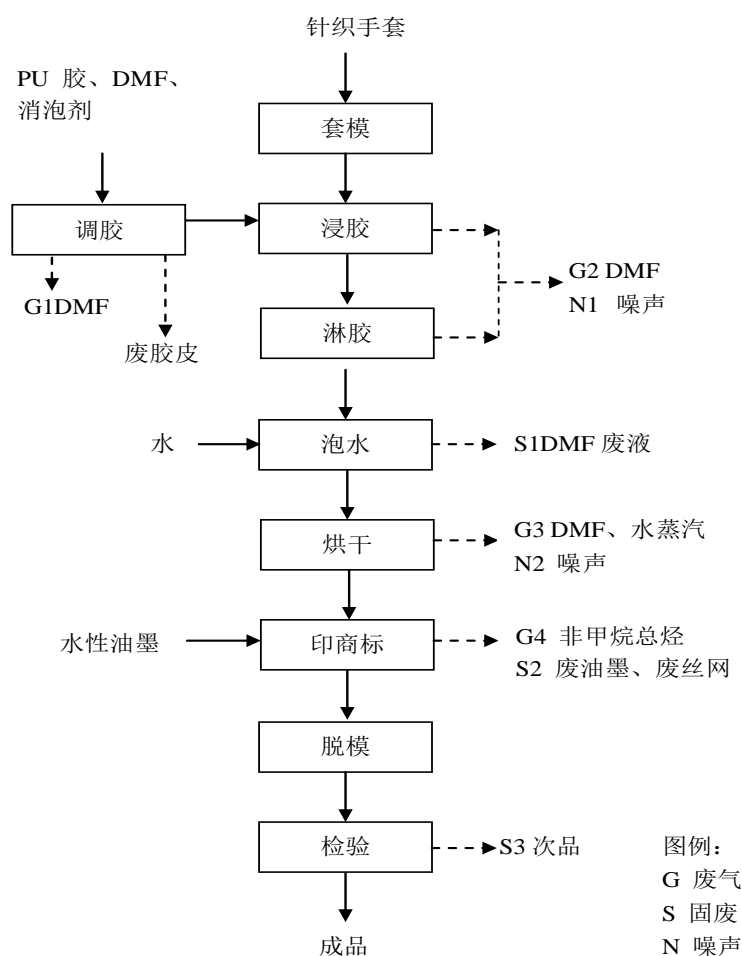 针织手套
PU 胶、DMF、
消泡剂
套模
调胶
浸胶
G1DMF
废胶皮
G2 DMF
N1 噪声
淋胶
水
泡水
S1DMF 废液
烘干
G3 DMF、水蒸汽
N2 噪声
水性油墨
印商标
G4 非甲烷总烃
S2 废油墨、废丝网
脱模
检验
S3 次品
成品
图例：
G 废气
S 固废
N 噪声